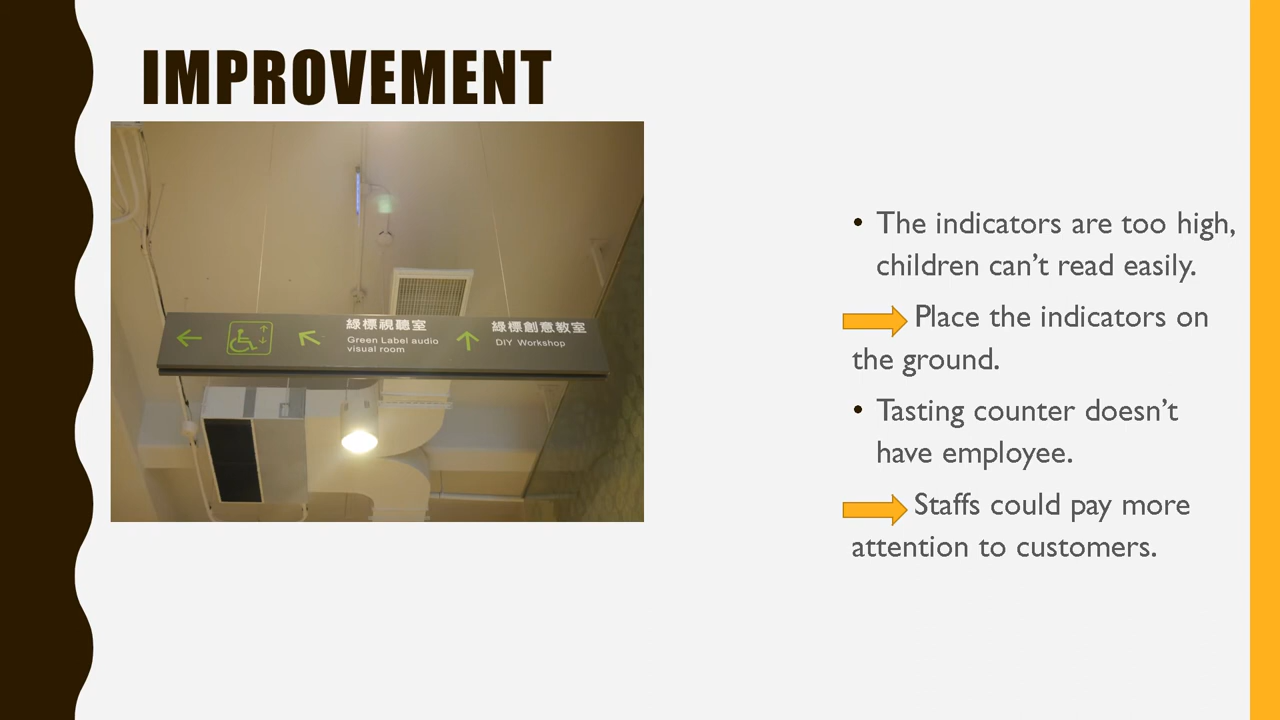 IMPROVEMENT
綠標視聽室
Green Label audio
visual room
綠標創意教室
DIY Workshop
• The indicators are too high,
children can’t read easily.
Place the indicators on
the ground.
• Tasting counter doesn’t
have employee.
Staffs could pay more
attention to customers.